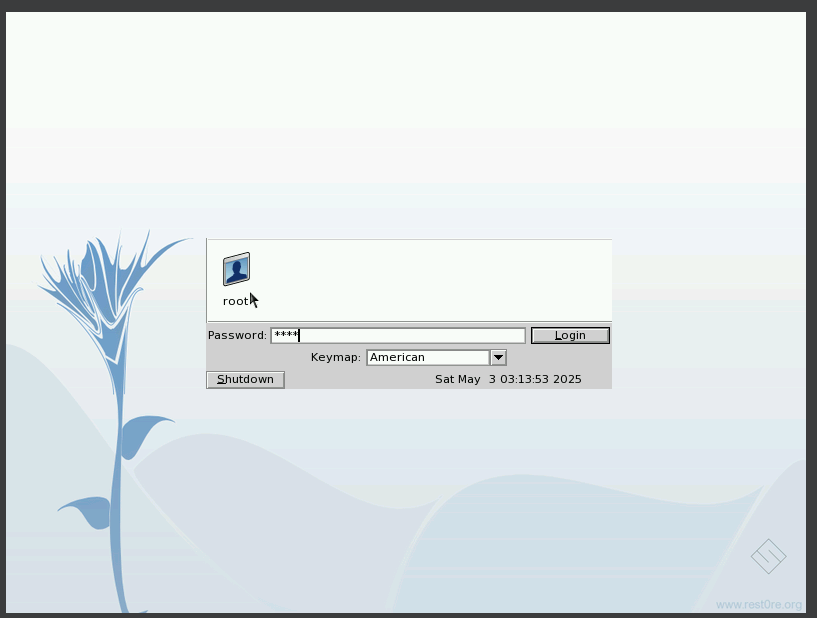 root
Password: ****
Login
Keymap: American
Shutdown
Sat May 3 03:13:53 2025
www.rest0re.org